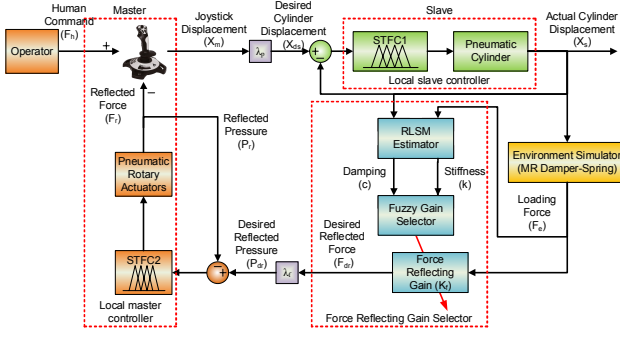 Human
Command
(Fh)
Master
Joystick
Displacement
(Xm)
Desired
Cylinder
Displacement
(Xds)
Slave
Actual Cylinder
Displacement
(Xs)
Operator
+
−
λp
+
−
STFC1
Pneumatic
Cylinder
Local slave controller
Reflected
Force
(Fr)
Reflected
Pressure
(Pr)
RLSM
Estimator
Pneumatic
Rotary
Actuators
Environment Simulator
(MR Damper-Spring)
Damping
(c)
Stiffness
(k)
Fuzzy Gain
Selector
Loading
Force
(Fe)
Desired
Reflected
Pressure
(Pdr)
Desired
Reflected
Force
(Fdr)
STFC2
−
+
λf
Force
Reflecting
Gain (Kf)
Local master
controller
Force Reflecting Gain Selector